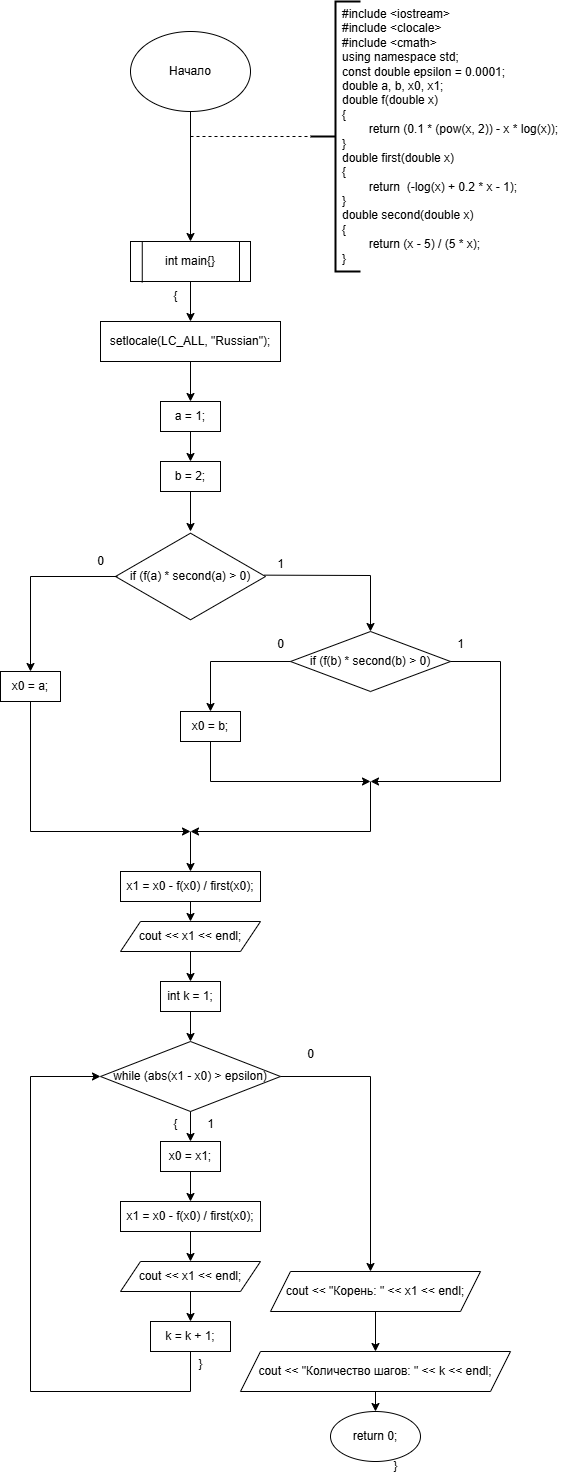 Начало
#include <iostream>
#include <clocale>
#include <cmath>
using namespace std;
const double epsilon = 0.0001;
double a, b, x0, x1;
double f(double x)
{
return (0.1 * (pow(x, 2)) - x * log(x));
}
double first(double x)
{
return  (-log(x) + 0.2 * x - 1);
}
double second(double x)
{
return (x - 5) / (5 * x);
}
int main{}
{
setlocale(LC_ALL, "Russian");
a = 1;
b = 2;
0
if (f(a) * second(a) > 0)
1
x0 = a;
0
if (f(b) * second(b) > 0)
1
x0 = b;
x1 = x0 - f(x0) / first(x0);
cout << x1 << endl;
int k = 1;
while (abs(x1 - x0) > epsilon)
0
{
1
x0 = x1;
x1 = x0 - f(x0) / first(x0);
cout << x1 << endl;
k = k + 1;
}
cout << "Корень: " << x1 << endl;
cout << "Количество шагов: " << k << endl;
return 0;
}